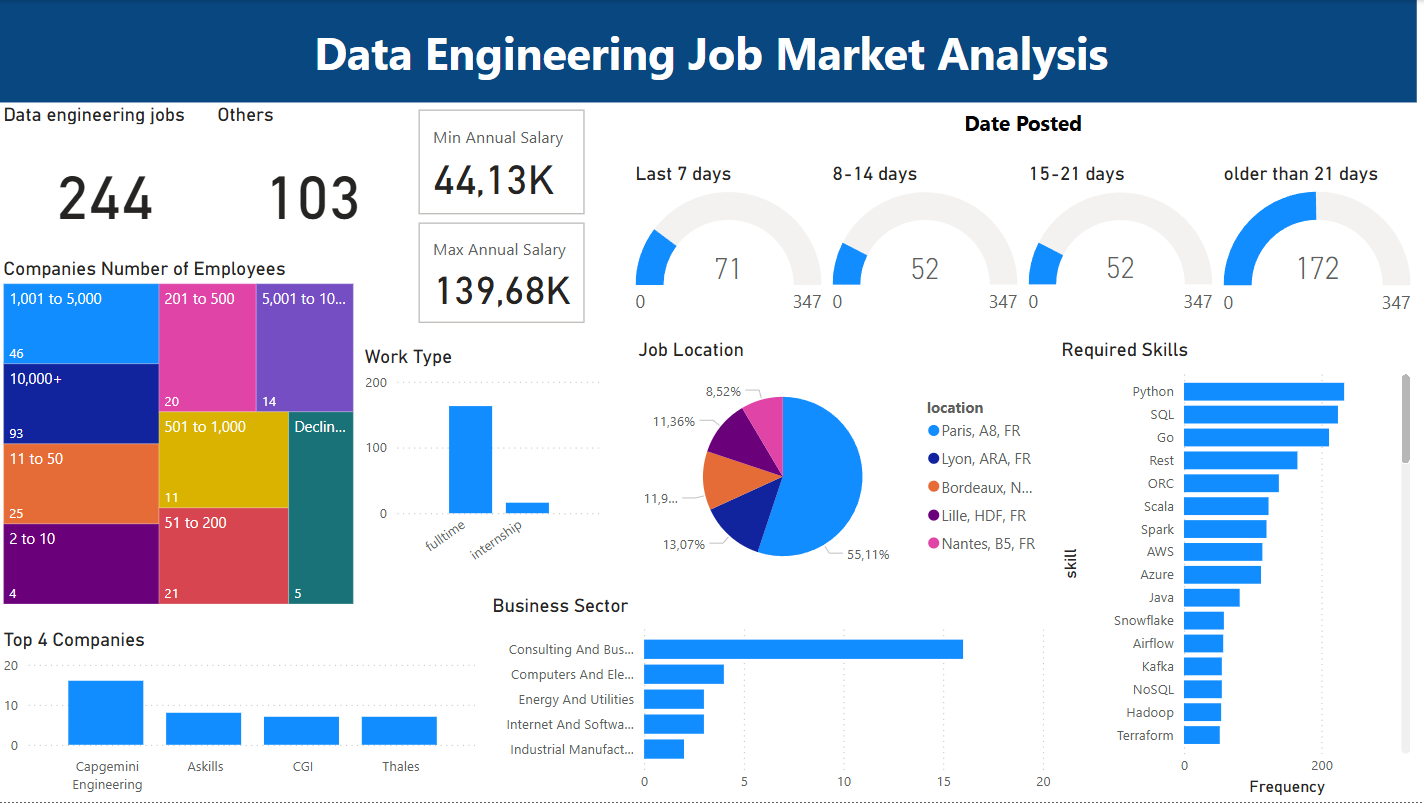 Data Engineering Job Market Analysis
Data engineering jobs
244
Others
103
Min Annual Salary
44,13K
Max Annual Salary
139,68K
Date Posted
Last 7 days
71
0
347
8-14 days
52
0
347
15-21 days
52
0
347
older than 21 days
172
0
347
Companies Number of Employees
1,001 to 5,000
46
10,000+
93
11 to 50
25
2 to 10
4
201 to 500
20
5,001 to 10...
14
501 to 1,000
11
51 to 200
21
Declin...
5
Work Type
200
100
0
fulltime
internship
Job Location
8,52%
11,36%
11,9...
13,07%
55,11%
location
Paris, A8, FR
Lyon, ARA, FR
Bordeaux, N...
Lille, HDF, FR
Nantes, B5, FR
Required Skills
skill
Python
SQL
Go
Rest
ORC
Scala
Spark
AWS
Azure
Java
Snowflake
Airflow
Kafka
NoSQL
Hadoop
Terraform
0
200
Frequency
Top 4 Companies
20
10
0
Capgemini
Engineering
Askills
CGI
Thales
Business Sector
Consulting And Bus...
Computers And Ele...
Energy And Utilities
Internet And Softwa...
Industrial Manufact...
0
5
10
15
20